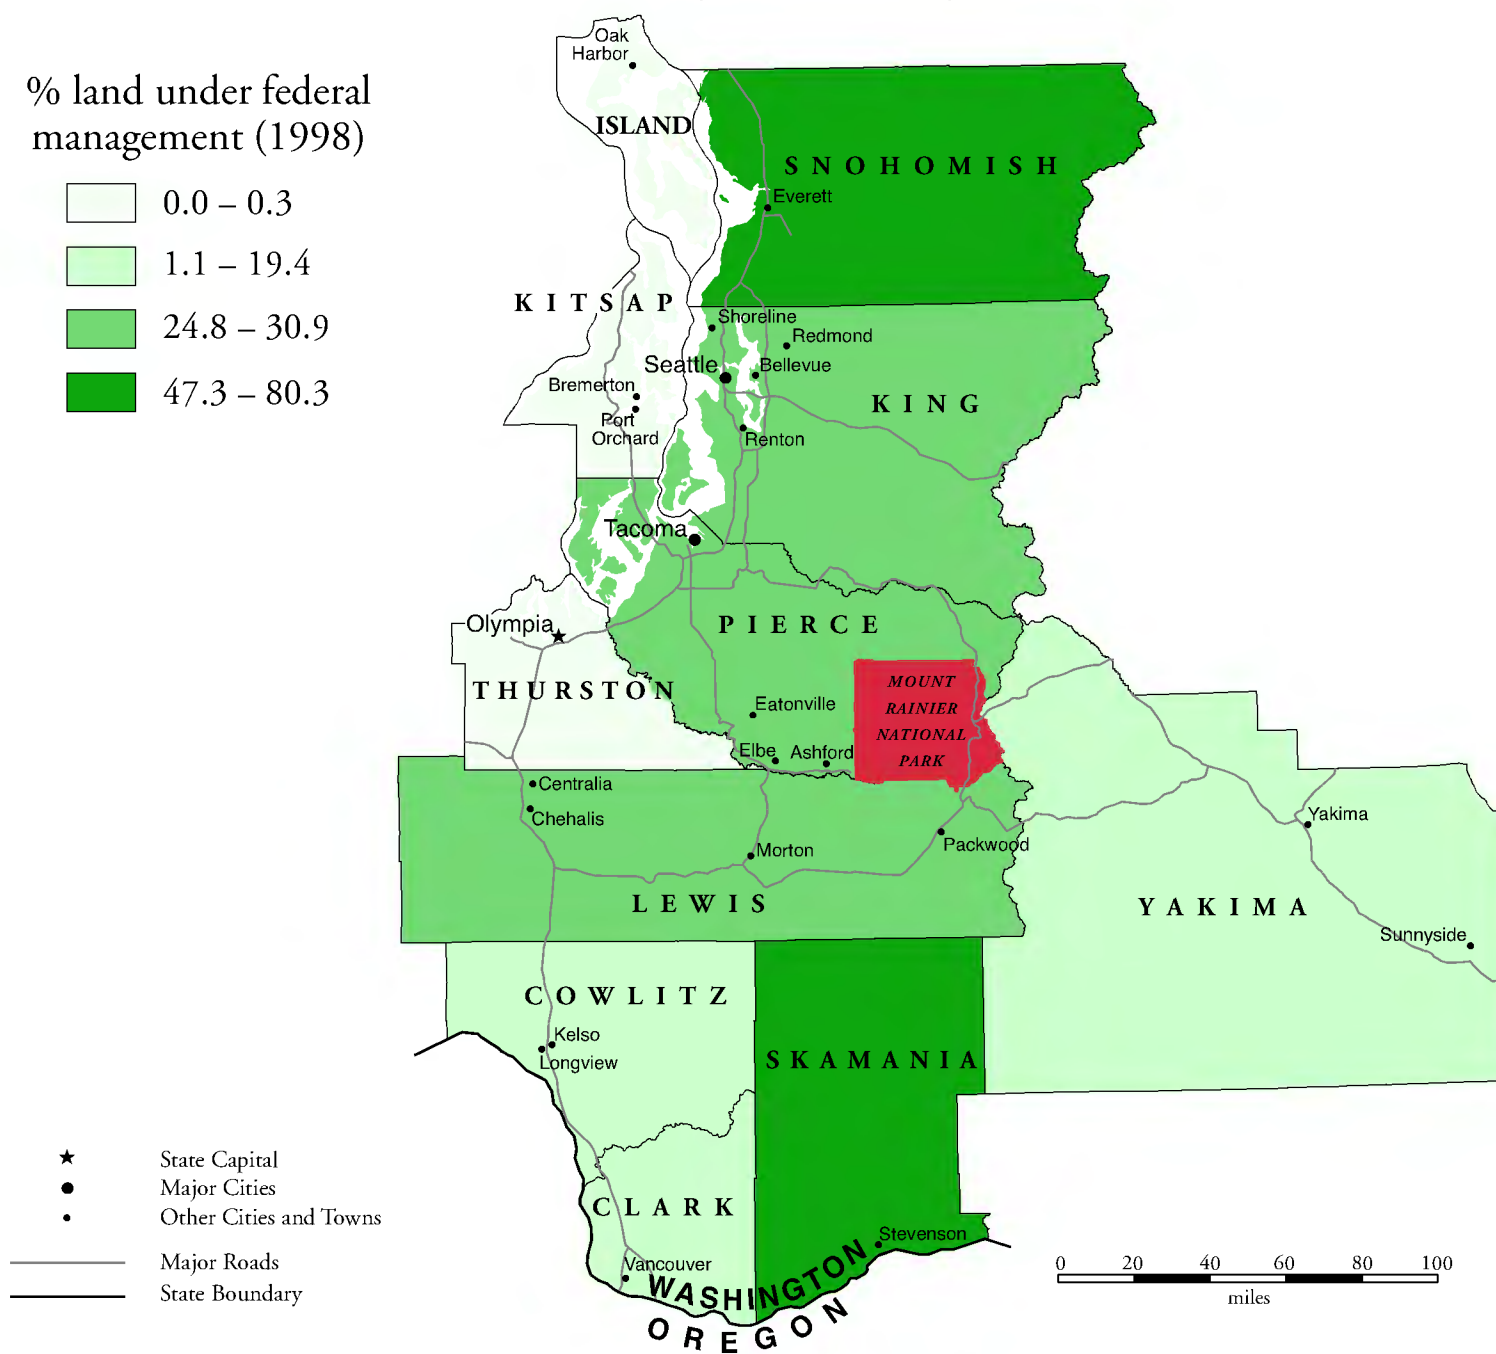 % land under federal
management (1998)
0.0 – 0.3
1.1 – 19.4
24.8 – 30.9
47.3 – 80.3
Oak
Harbor
ISLAND
SNOHOMISH
Everett
KITSAP
Shoreline
Redmond
Seattle
Bellevue
Bremerton
Port
Orchard
KING
Renton
Tacoma
Olympia
PIERCE
THURSTON
MOUNT
RAINIER
NATIONAL
PARK
Eatonville
Elbe
Ashford
Centralia
Chehalis
Morton
Packwood
Yakima
LEWIS
YAKIMA
Sunnyside
COWLITZ
Kelso
Longview
SKAMANIA
CLARK
Stevenson
Vancouver
WASHINGTON
OREGON
State Capital
Major Cities
Other Cities and Towns
Major Roads
State Boundary
0 20 40 60 80 100
miles